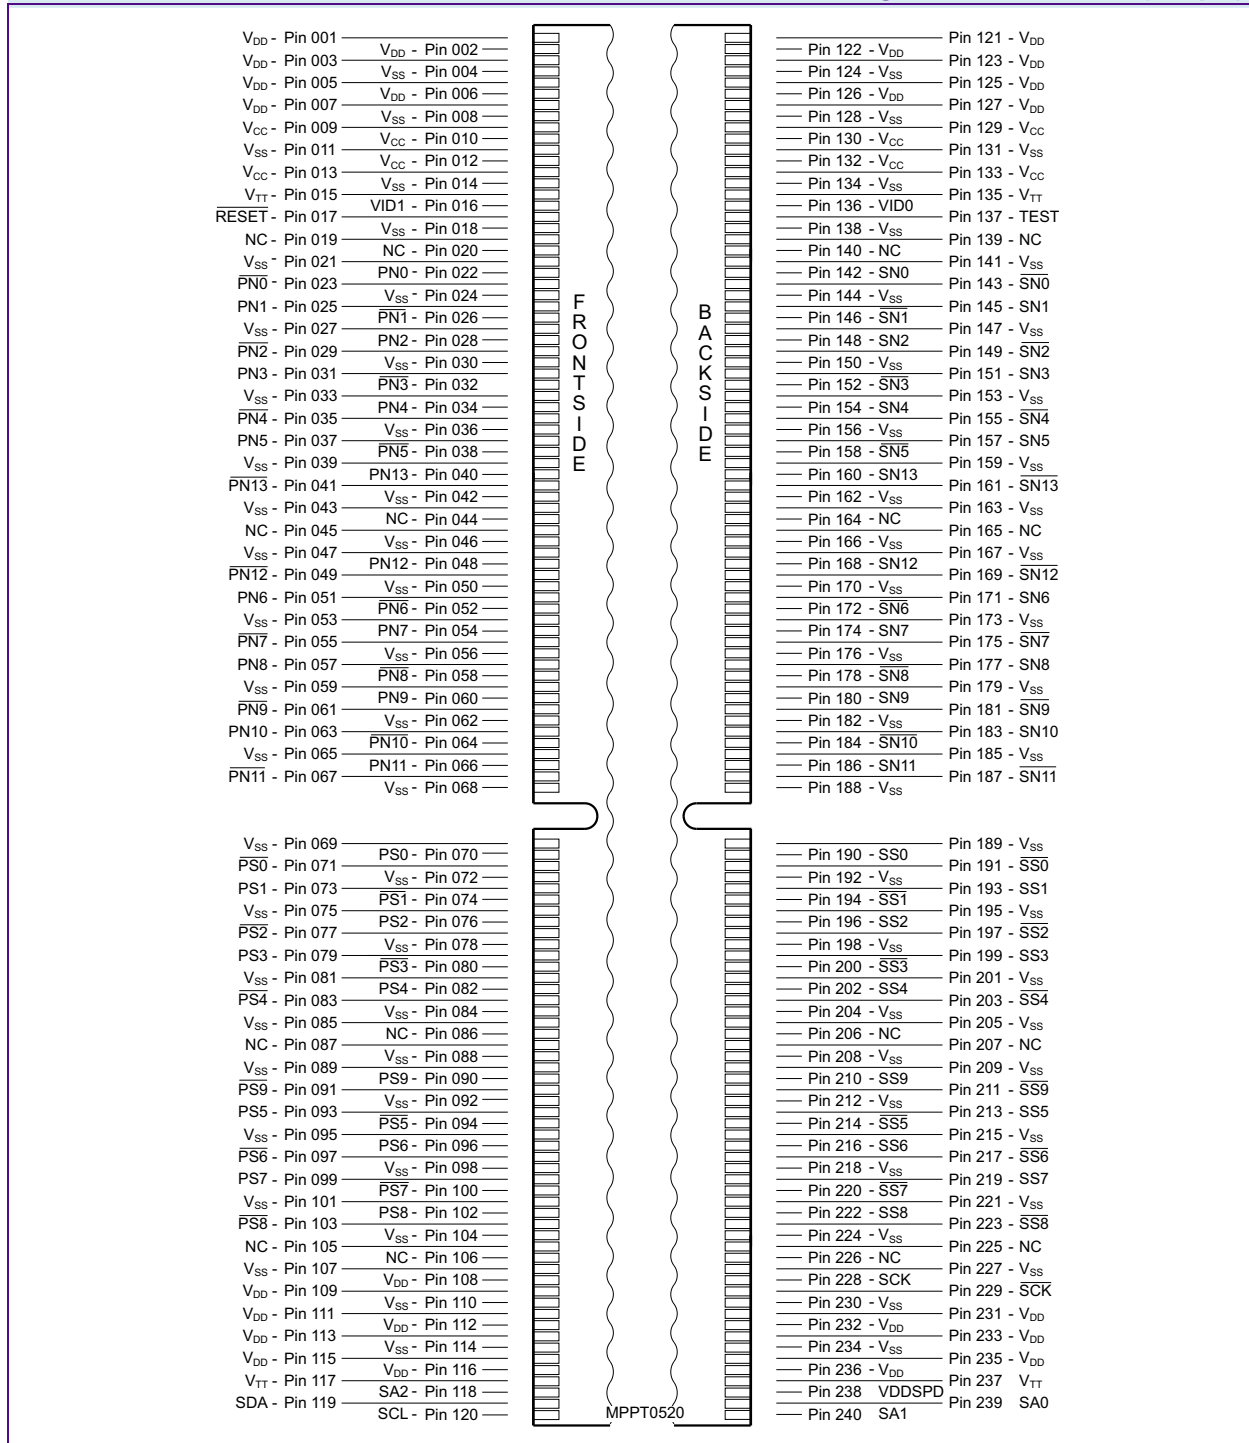 VDD - Pin 001
VDD - Pin 002
VDD - Pin 003
VSS - Pin 004
VDD - Pin 005
VDD - Pin 006
VDD - Pin 007
VSS - Pin 008
VCC - Pin 009
VCC - Pin 010
VSS - Pin 011
VCC - Pin 012
VCC - Pin 013
VSS - Pin 014
VTT - Pin 015
VID1 - Pin 016
RESET - Pin 017
VSS - Pin 018
NC - Pin 019
NC - Pin 020
VSS - Pin 021
PN0 - Pin 022
PN0 - Pin 023
VSS - Pin 024
PN1 - Pin 025
PN1 - Pin 026
VSS - Pin 027
PN2 - Pin 028
PN2 - Pin 029
VSS - Pin 030
PN3 - Pin 031
PN3 - Pin 032
VSS - Pin 033
PN4 - Pin 034
PN4 - Pin 035
VSS - Pin 036
PN5 - Pin 037
PN5 - Pin 038
VSS - Pin 039
PN13 - Pin 040
PN13 - Pin 041
VSS - Pin 042
VSS - Pin 043
NC - Pin 044
NC - Pin 045
VSS - Pin 046
VSS - Pin 047
PN12 - Pin 048
PN12 - Pin 049
VSS - Pin 050
PN6 - Pin 051
PN6 - Pin 052
VSS - Pin 053
PN7 - Pin 054
PN7 - Pin 055
VSS - Pin 056
PN8 - Pin 057
PN8 - Pin 058
VSS - Pin 059
PN9 - Pin 060
PN9 - Pin 061
VSS - Pin 062
PN10 - Pin 063
PN10 - Pin 064
VSS - Pin 065
PN11 - Pin 066
PN11 - Pin 067
VSS - Pin 068
VSS - Pin 069
PS0 - Pin 070
PS0 - Pin 071
VSS - Pin 072
PS1 - Pin 073
PS1 - Pin 074
VSS - Pin 075
PS2 - Pin 076
PS2 - Pin 077
VSS - Pin 078
PS3 - Pin 079
PS3 - Pin 080
VSS - Pin 081
PS4 - Pin 082
PS4 - Pin 083
VSS - Pin 084
VSS - Pin 085
NC - Pin 086
NC - Pin 087
VSS - Pin 088
VSS - Pin 089
PS9 - Pin 090
PS9 - Pin 091
VSS - Pin 092
PS5 - Pin 093
PS5 - Pin 094
VSS - Pin 095
PS6 - Pin 096
PS6 - Pin 097
VSS - Pin 098
PS7 - Pin 099
PS7 - Pin 100
VSS - Pin 101
PS8 - Pin 102
PS8 - Pin 103
VSS - Pin 104
NC - Pin 105
NC - Pin 106
VSS - Pin 107
VDD - Pin 108
VDD - Pin 109
VSS - Pin 110
VDD - Pin 111
VDD - Pin 112
VDD - Pin 113
VSS - Pin 114
VDD - Pin 115
VDD - Pin 116
VTT - Pin 117
SA2 - Pin 118
SDA - Pin 119
SCL - Pin 120
FRONTSIDE
BACKSIDE
MPPT0520
Pin 121 - VDD
Pin 122 - VDD
Pin 123 - VDD
Pin 124 - VSS
Pin 125 - VDD
Pin 126 - VDD
Pin 127 - VDD
Pin 128 - VSS
Pin 129 - VCC
Pin 130 - VCC
Pin 131 - VSS
Pin 132 - VCC
Pin 133 - VCC
Pin 134 - VSS
Pin 135 - VTT
Pin 136 - VID0
Pin 137 - TEST
Pin 138 - VSS
Pin 139 - NC
Pin 140 - NC
Pin 141 - VSS
Pin 142 - SN0
Pin 143 - SN0
Pin 144 - VSS
Pin 145 - SN1
Pin 146 - SN1
Pin 147 - VSS
Pin 148 - SN2
Pin 149 - SN2
Pin 150 - VSS
Pin 151 - SN3
Pin 152 - SN3
Pin 153 - VSS
Pin 154 - SN4
Pin 155 - SN4
Pin 156 - VSS
Pin 157 - SN5
Pin 158 - SN5
Pin 159 - VSS
Pin 160 - SN13
Pin 161 - SN13
Pin 162 - VSS
Pin 163 - VSS
Pin 164 - NC
Pin 165 - NC
Pin 166 - VSS
Pin 167 - VSS
Pin 168 - SN12
Pin 169 - SN12
Pin 170 - VSS
Pin 171 - SN6
Pin 172 - SN6
Pin 173 - VSS
Pin 174 - SN7
Pin 175 - SN7
Pin 176 - VSS
Pin 177 - SN8
Pin 178 - SN8
Pin 179 - VSS
Pin 180 - SN9
Pin 181 - SN9
Pin 182 - VSS
Pin 183 - SN10
Pin 184 - SN10
Pin 185 - VSS
Pin 186 - SN11
Pin 187 - SN11
Pin 188 - VSS
Pin 189 - VSS
Pin 190 - SS0
Pin 191 - SS0
Pin 192 - VSS
Pin 193 - SS1
Pin 194 - SS1
Pin 195 - VSS
Pin 196 - SS2
Pin 197 - SS2
Pin 198 - VSS
Pin 199 - SS3
Pin 200 - SS3
Pin 201 - VSS
Pin 202 - SS4
Pin 203 - SS4
Pin 204 - VSS
Pin 205 - VSS
Pin 206 - NC
Pin 207 - NC
Pin 208 - VSS
Pin 209 - VSS
Pin 210 - SS9
Pin 211 - SS9
Pin 212 - VSS
Pin 213 - SS5
Pin 214 - SS5
Pin 215 - VSS
Pin 216 - SS6
Pin 217 - SS6
Pin 218 - VSS
Pin 219 - SS7
Pin 220 - SS7
Pin 221 - VSS
Pin 222 - SS8
Pin 223 - SS8
Pin 224 - VSS
Pin 225 - NC
Pin 226 - NC
Pin 227 - VSS
Pin 228 - SCK
Pin 229 - SCK
Pin 230 - VSS
Pin 231 - VDD
Pin 232 - VDD
Pin 233 - VDD
Pin 234 - VSS
Pin 235 - VDD
Pin 236 - VDD
Pin 237 VTT
Pin 238 VDDSPD
Pin 239 SA0
Pin 240 SA1